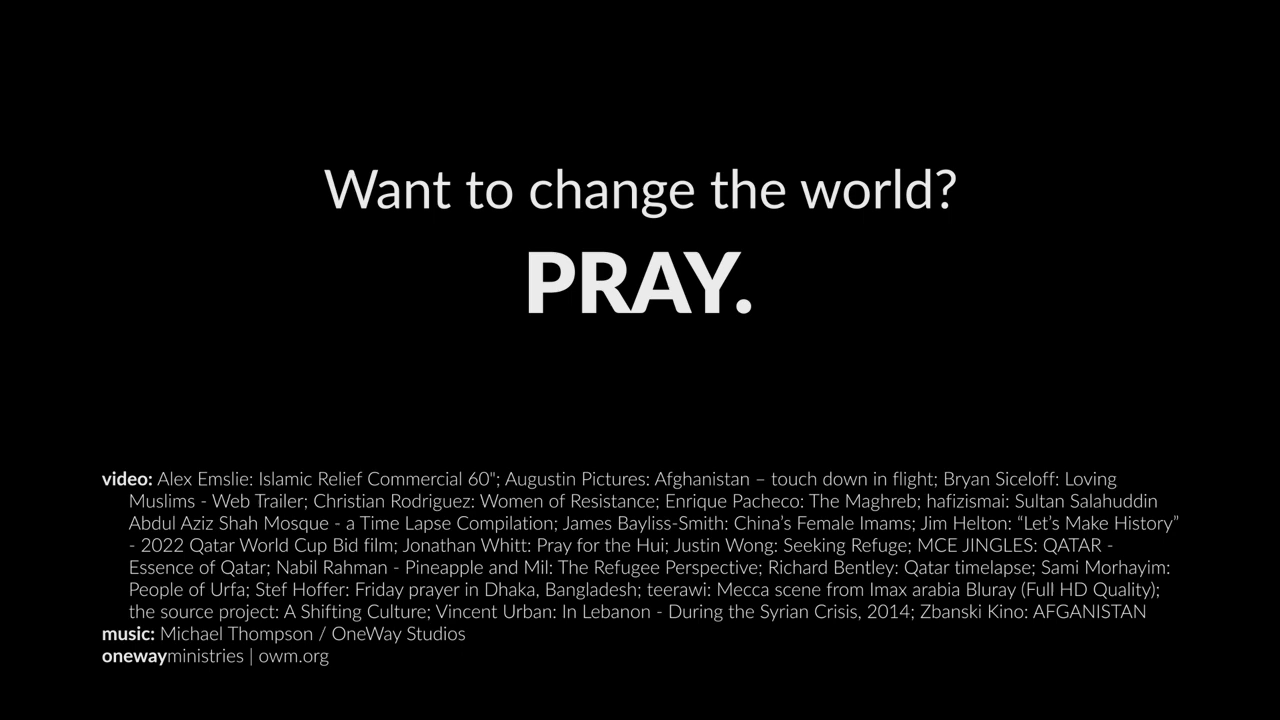 Want to change the world?
PRAY.
video: Alex Emslie: Islamic Relief Commercial 60"; Augustin Pictures: Afghanistan – touch down in flight; Bryan Siceloff: Loving
Muslims - Web Trailer; Christian Rodriguez: Women of Resistance; Enrique Pacheco: The Maghreb; hafizismai: Sultan Salahuddin
Abdul Aziz Shah Mosque - a Time Lapse Compilation; James Bayliss-Smith: China’s Female Imams; Jim Helton: “Let’s Make History”
- 2022 Qatar World Cup Bid film; Jonathan Whitt: Pray for the Hui; Justin Wong: Seeking Refuge; MCE JINGLES: QATAR -
Essence of Qatar; Nabil Rahman - Pineapple and Mil: The Refugee Perspective; Richard Bentley: Qatar timelapse; Sami Morhayim:
People of Urfa; Stef Hoffer: Friday prayer in Dhaka, Bangladesh; teerawi: Mecca scene from Imax arabia Bluray (Full HD Quality);
the source project: A Shifting Culture; Vincent Urban: In Lebanon - During the Syrian Crisis, 2014; Zbanski Kino: AFGANISTAN
music: Michael Thompson / OneWay Studios
onewayministries | owm.org